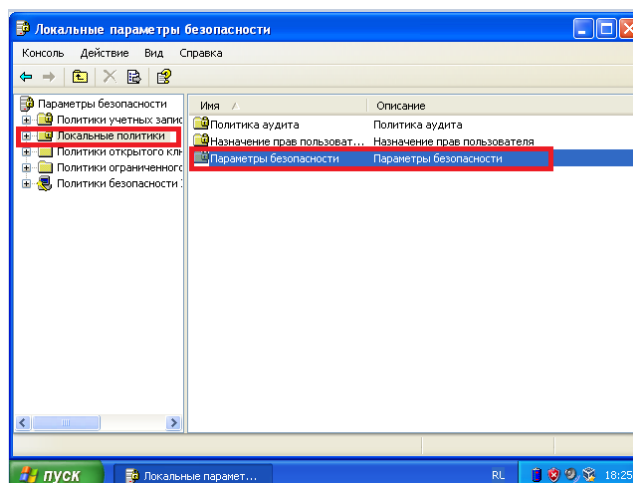 Локальные параметры безопасности
Консоль Действие Вид Справка
Параметры безопасности
Политики учетных запис
Локальные политики
Политики открытого клю
Политики ограниченного
Политики безопасности
Имя Описание
Политика аудита Политика аудита
Назначение прав пользоват... Назначение прав пользователя
Параметры безопасности Параметры безопасности
пуск Локальные парамет... RL 18:25